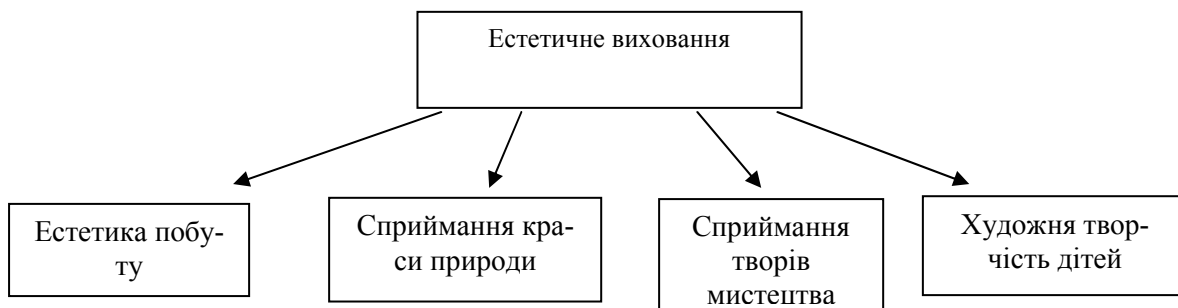 Естетичне виховання
Естетика побу-
ту
Сприймання кра-
си природи
Сприймання
творів
мистецтва
Художня твор-
чість дітей